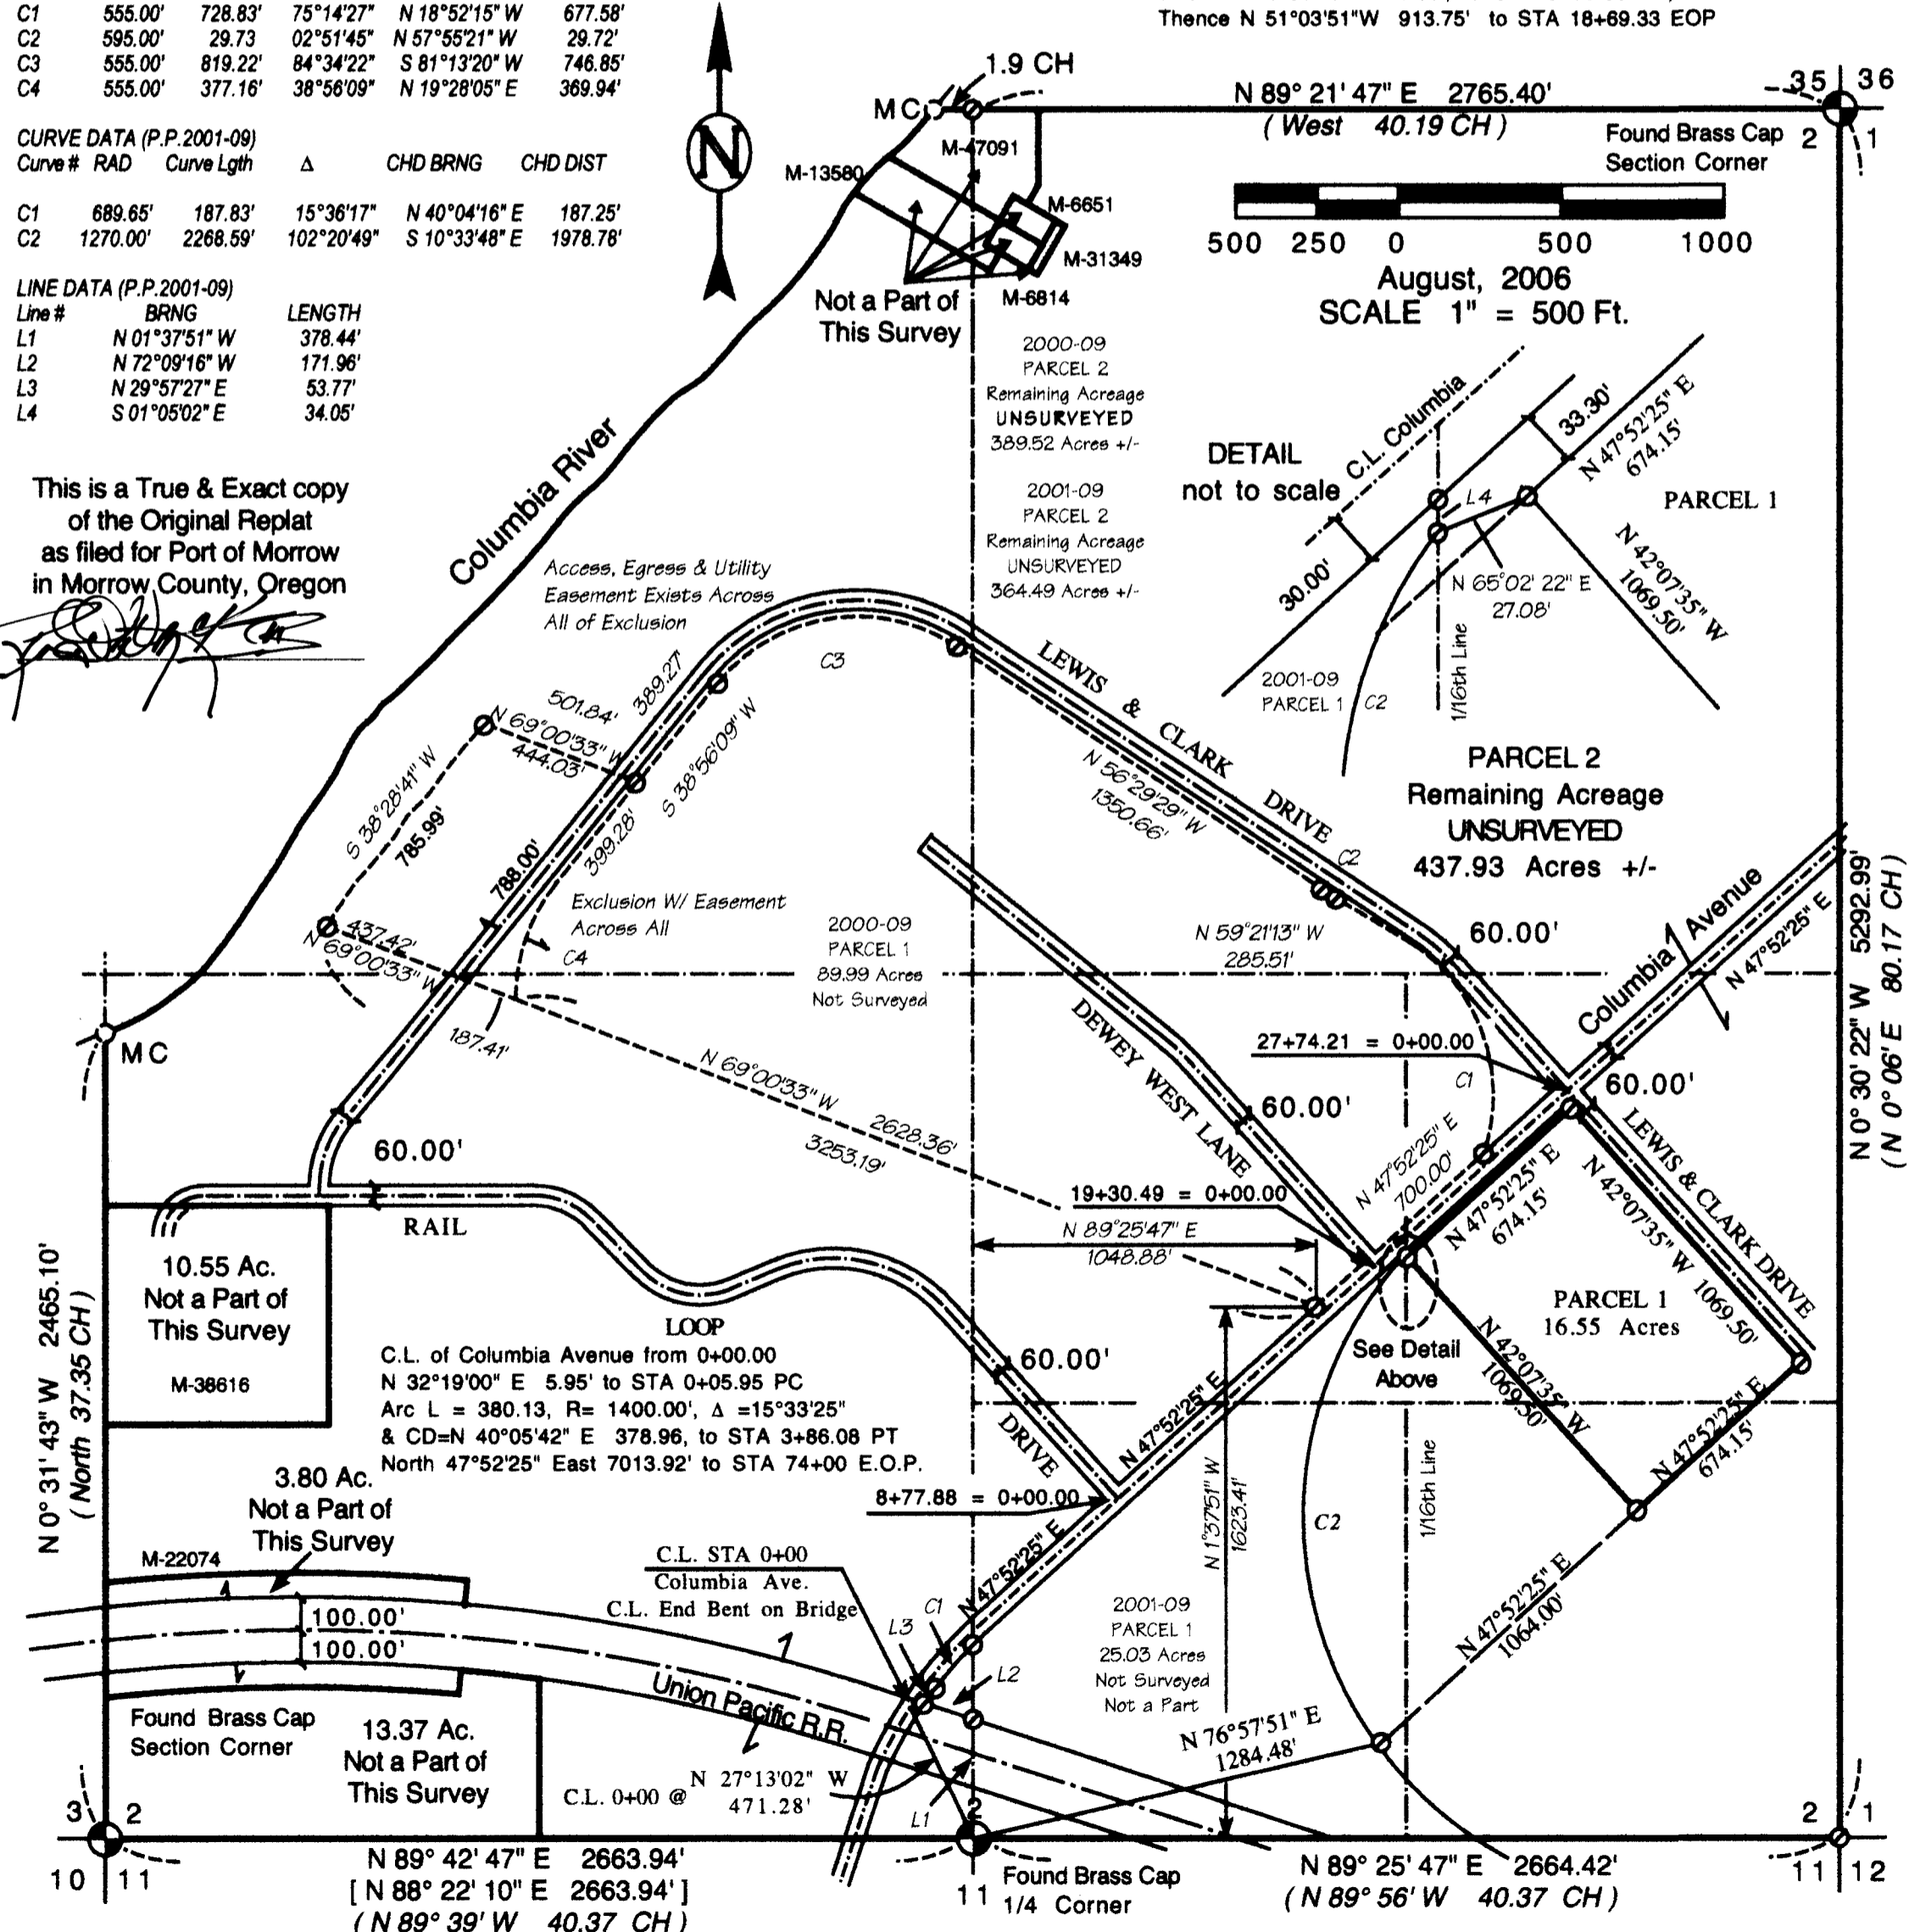 C1 555.00' 728.83' 75°14'27" N 18°52'15" W 677.58'
C2 595.00' 29.73 02°51'45" N 57°55'21" W 29.72'
C3 555.00' 819.22' 84°34'22" S 81°13'20" W 746.85'
C4 555.00' 377.16' 38°56'09" N 19°28'05" E 369.94'
CURVE DATA (P.P.2001-09)
Curve # RAD Curve Lgth Δ CHD BRNG CHD DIST
C1 689.65' 187.83' 15°36'17" N 40°04'16" E 187.25'
C2 1270.00' 2268.59' 102°20'49" S 10°33'48" E 1978.78'
LINE DATA (P.P.2001-09)
Line # BRNG LENGTH
L1 N 01°37'51" W 378.44'
L2 N 72°09'16" W 171.96'
L3 N 29°57'27" E 53.77'
L4 S 01°05'02" E 34.05'
This is a True & Exact copy
of the Original Replat
as filed for Port of Morrow
in Morrow County, Oregon
N
Thence N 51°03'51"W 913.75' to STA 18+69.33 EOP
1.9 CH
M C
N 89° 21' 47" E 2765.40'
( West 40.19 CH )
35 36
2 1
Found Brass Cap
Section Corner
M-47091
M-13580
M-6651
M-31349
M-6814
Not a Part of
This Survey
500 250 0 500 1000
August, 2006
SCALE 1" = 500 Ft.
2000-09
PARCEL 2
Remaining Acreage
UNSURVEYED
389.52 Acres +/-
2001-09
PARCEL 2
Remaining Acreage
UNSURVEYED
364.49 Acres +/-
DETAIL
not to scale
C.L. Columbia
33.30'
N 47°52'25" E
674.15'
L4
PARCEL 1
30.00'
N 65°02' 22" E
27.08'
N 42°07'35" W
1069.50'
2001-09
PARCEL 1
C2
1/16th Line
Columbia River
Access, Egress & Utility
Easement Exists Across
All of Exclusion
C3
LEWIS & CLARK DRIVE
389.27'
501.84'
N 69°00'33" W
444.03'
S 38°56'09" W
399.28'
S 38°28'41" W
785.99'
788.00'
N 56°29'29" W
1350.66'
C2
PARCEL 2
Remaining Acreage
UNSURVEYED
437.93 Acres +/-
Exclusion W/ Easement
Across All
437.42'
N 69°00'33" W
C4
2000-09
PARCEL 1
89.99 Acres
Not Surveyed
N 59°21'13" W
285.51'
60.00'
Columbia Avenue
N 47°52'25" E
N 0° 30' 22" W 5292.99'
( N 0° 06' E 80.17 CH )
M C
187.41'
N 69°00'33" W 2628.36'
3253.19'
DEWEY WEST LANE
60.00'
27+74.21 = 0+00.00
C1
60.00'
LEWIS & CLARK DRIVE
60.00'
RAIL
LOOP
DRIVE
60.00'
19+30.49 = 0+00.00
N 89°25'47" E
1048.88'
N 47°52'25" E
700.00'
N 47°52'25" E
674.15'
N 42°07'35" W 1069.50'
PARCEL 1
16.55 Acres
See Detail
Above
N 42°07'35" W
1069.50'
N 47°52'25" E
674.15'
10.55 Ac.
Not a Part of
This Survey
M-38616
N 0° 31' 43" W 2465.10'
( North 37.35 CH )
C.L. of Columbia Avenue from 0+00.00
N 32°19'00" E 5.95' to STA 0+05.95 PC
Arc L = 380.13, R= 1400.00', Δ =15°33'25"
& CD=N 40°05'42" E 378.96, to STA 3+86.08 PT
North 47°52'25" East 7013.92' to STA 74+00 E.O.P.
N 47°52'25" E
8+77.88 = 0+00.00
N 1°37'51" W
1623.41'
C2
1/16th Line
3.80 Ac.
Not a Part of
This Survey
M-22074
100.00'
100.00'
C.L. STA 0+00
Columbia Ave.
C.L. End Bent on Bridge
N 47°52'25" E
C1
L3
L2
2001-09
PARCEL 1
25.03 Acres
Not Surveyed
Not a Part
N 47°52'25" E
1064.00'
Union Pacific R.R.
N 76°57'51" E
1284.48'
Found Brass Cap
Section Corner
13.37 Ac.
Not a Part of
This Survey
C.L. 0+00 @ N 27°13'02" W
471.28'
L1
3 2
10 11
2
11
2 1
11 12
N 89° 42' 47" E 2663.94'
[ N 88° 22' 10" E 2663.94' ]
( N 89° 39' W 40.37 CH )
Found Brass Cap
1/4 Corner
N 89° 25' 47" E 2664.42'
( N 89° 56' W 40.37 CH )